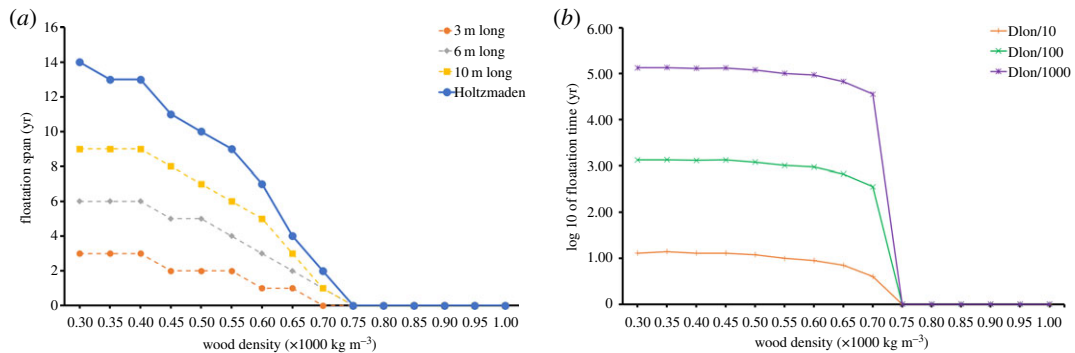 (a)
16
14
12
10
8
6
4
2
0
floatation span (yr)
3 m long
6 m long
10 m long
Holtzmaden
0.30 0.35 0.40 0.45 0.50 0.55 0.60 0.65 0.70 0.75 0.80 0.85 0.90 0.95 1.00
wood density (×1000 kg m⁻³)
(b)
6.00
5.00
4.00
3.00
2.00
1.00
0
log 10 of floatation time (yr)
Dlon/10
Dlon/100
Dlon/1000
0.30 0.35 0.40 0.45 0.50 0.55 0.60 0.65 0.70 0.75 0.80 0.85 0.90 0.95 1.00
wood density (×1000 kg m⁻³)